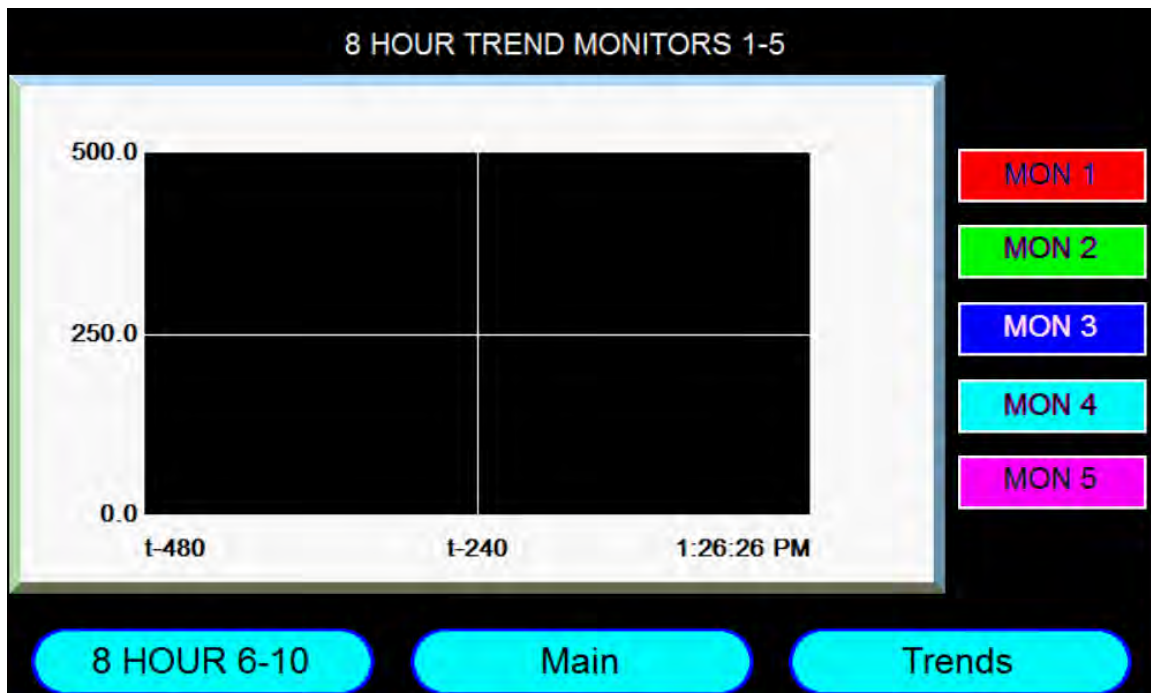 8 HOUR TREND MONITORS 1-5
500.0
250.0
0.0
t-480 t-240 1:26:26 PM
MON 1
MON 2
MON 3
MON 4
MON 5
8 HOUR 6-10 Main Trends